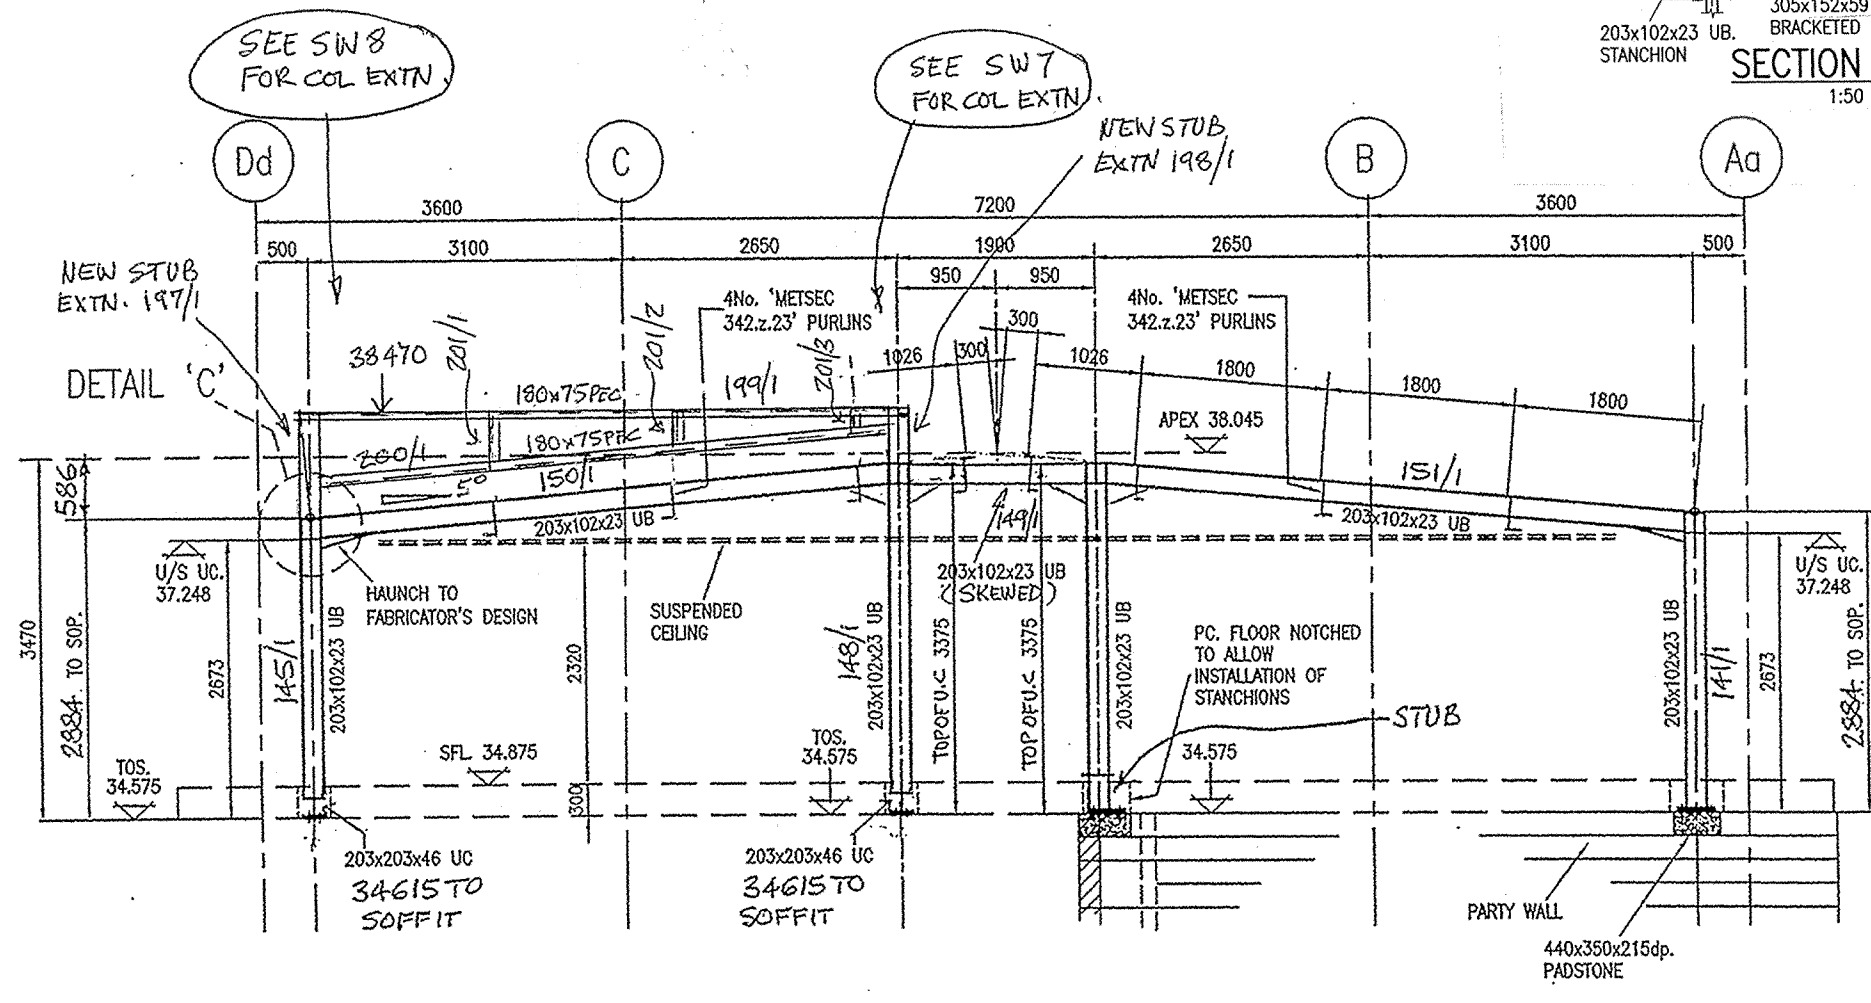 305x152x59
203x102x23 UB.
BRACKETED
STANCHION
SECTION
1:50
SEE SW8
FOR COL EXTN
SEE SW7
FOR COL EXTN.
NEW STUB
EXTN 198/1
Dd
C
B
Aa
3600
7200
3600
500
3100
2650
1900
2650
3100
500
950
950
NEW STUB
EXTN. 197/1
4No. 'METSEC
342.z.23' PURLINS
4No. 'METSEC
342.z.23' PURLINS
300
300
1026
1026
1800
1800
1800
DETAIL 'C'
38470
201/1
201/2
201/3
180x75PFC
199/1
APEX 38.045
200/1
180x75PFC
150/1
5°
151/1
586
203x102x23 UB
149/1
203x102x23 UB
U/S UC.
37.248
U/S UC.
37.248
HAUNCH TO
FABRICATOR'S DESIGN
SUSPENDED
CEILING
203x102x23 UB
(SKEWED)
3470
2884. TO SOP.
2673
145/1
203x102x23 UB
2320
148/1
203x102x23 UB
TOP OF U.C 3375
TOP OF U.C 3375
203x102x23 UB
PC. FLOOR NOTCHED
TO ALLOW
INSTALLATION OF
STANCHIONS
STUB
203x102x23 UB
141/1
2673
2884. TO SOP.
TOS.
34.575
SFL 34.875
TOS.
34.575
34.575
300
203x203x46 UC
34615 TO
SOFFIT
203x203x46 UC
34615 TO
SOFFIT
PARTY WALL
440x350x215dp.
PADSTONE